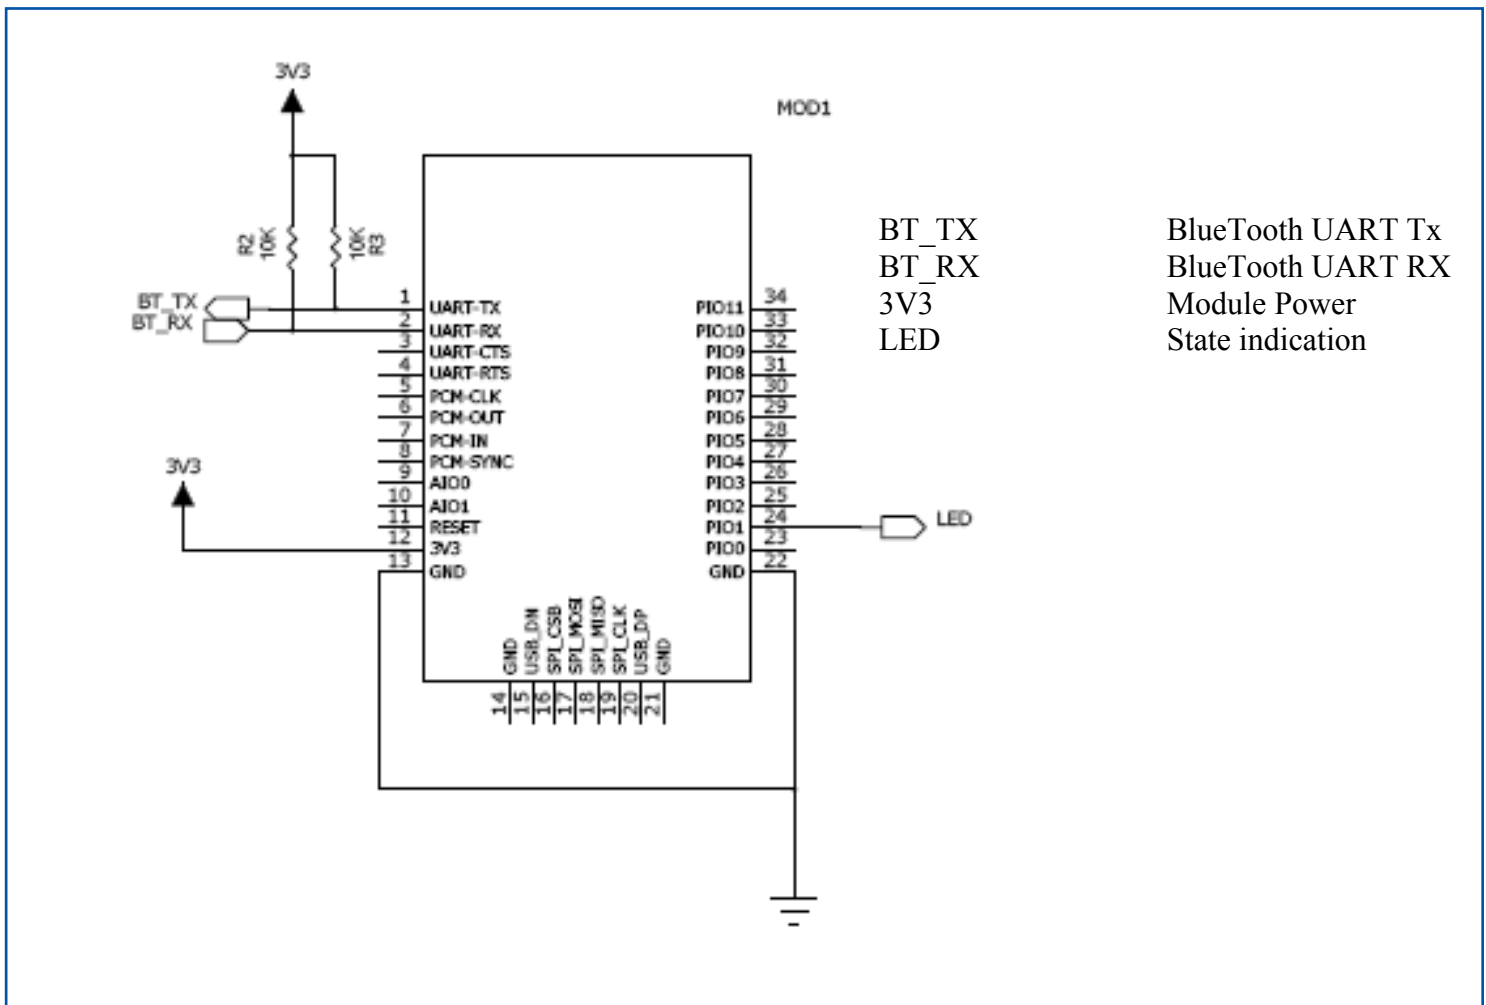 3V3
MOD1
R2
10K
10K
R3
BT_TX
BT_RX
1
2
3
4
5
6
7
8
9
10
11
12
13
UART-TX
UART-RX
UART-CTS
UART-RTS
PCM-CLK
PCM-OUT
PCM-IN
PCM-SYNC
AIO0
AIO1
RESET
3V3
GND
3V3
PIO11
PIO10
PIO9
PIO8
PIO7
PIO6
PIO5
PIO4
PIO3
PIO2
PIO1
PIO0
GND
34
33
32
31
30
29
28
27
26
25
24
23
22
LED
GND
USB_DN
SPI_CSB
SPI_MOSI
SPI_MISO
SPI_CLK
USB_DP
GND
14
15
16
17
18
19
20
21
BT_TX BlueTooth UART Tx
BT_RX BlueTooth UART RX
3V3 Module Power
LED State indication